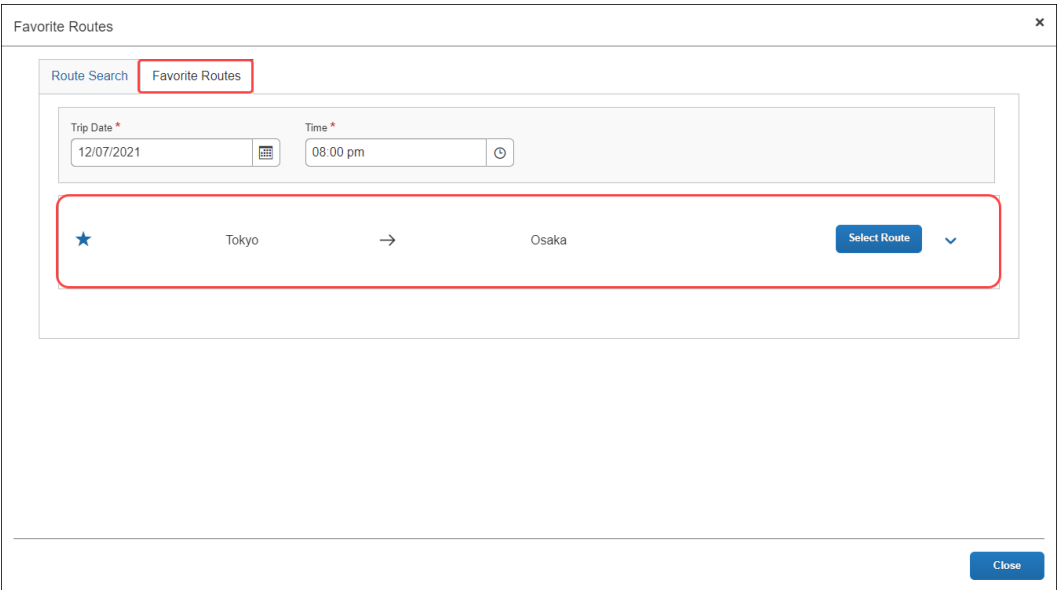 Favorite Routes
Route Search Favorite Routes
Trip Date * Time *
12/07/2021 08:00 pm
Tokyo → Osaka Select Route
Close